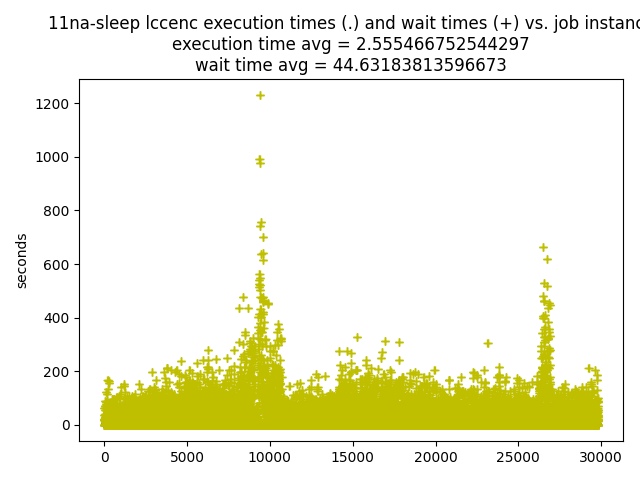 11na-sleep lccenc execution times (.) and wait times (+) vs. job instanc
execution time avg = 2.555466752544297
wait time avg = 44.63183813596673
1200
1000
800
600
400
200
0
seconds
0 5000 10000 15000 20000 25000 30000